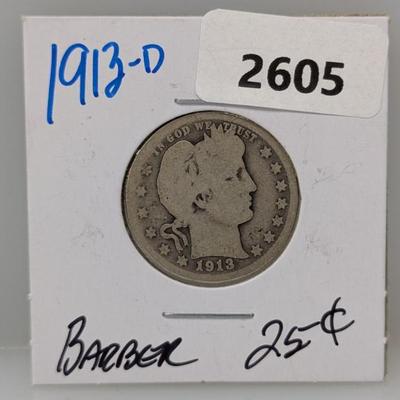 1913-D
2605
IN GOD WE TRUST
1913
BARBER 25¢